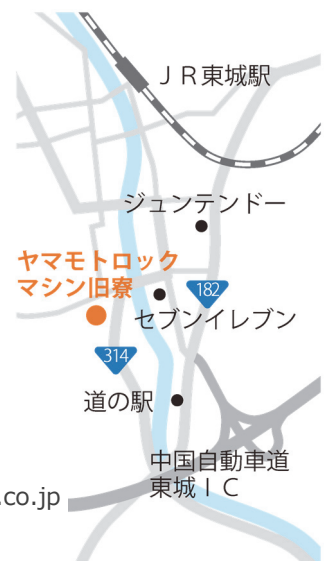 ＪＲ東城駅
ジュンテンドー
ヤマモトロック
マシン旧寮
182
セブンイレブン
314
道の駅
中国自動車道
東城ＩＣ
.co.jp